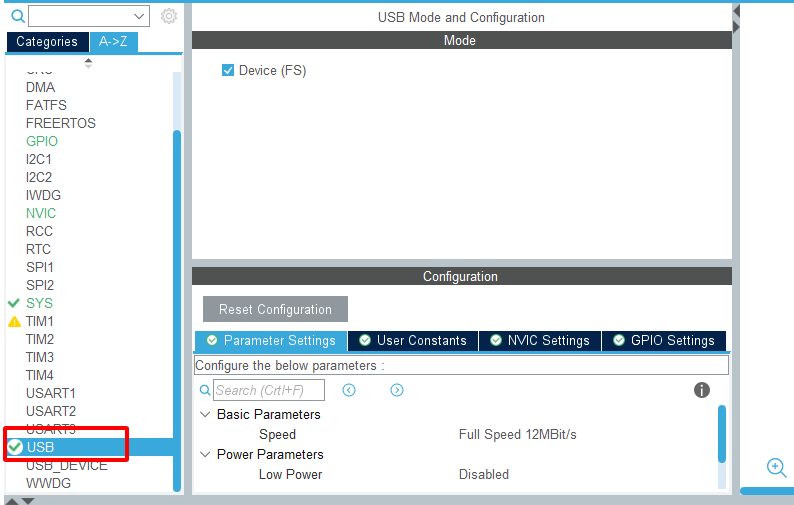 USB Mode and Configuration
Categories
A->Z
Mode
Device (FS)
DMA
FATFS
FREERTOS
GPIO
I2C1
I2C2
IWDG
NVIC
RCC
RTC
SPI1
SPI2
SYS
TIM1
TIM2
TIM3
TIM4
USART1
USART2
USART3
USB
USB_DEVICE
WWDG
Configuration
Reset Configuration
Parameter Settings
User Constants
NVIC Settings
GPIO Settings
Configure the below parameters :
Search (Crtl+F)
Basic Parameters
Speed Full Speed 12MBit/s
Power Parameters
Low Power Disabled